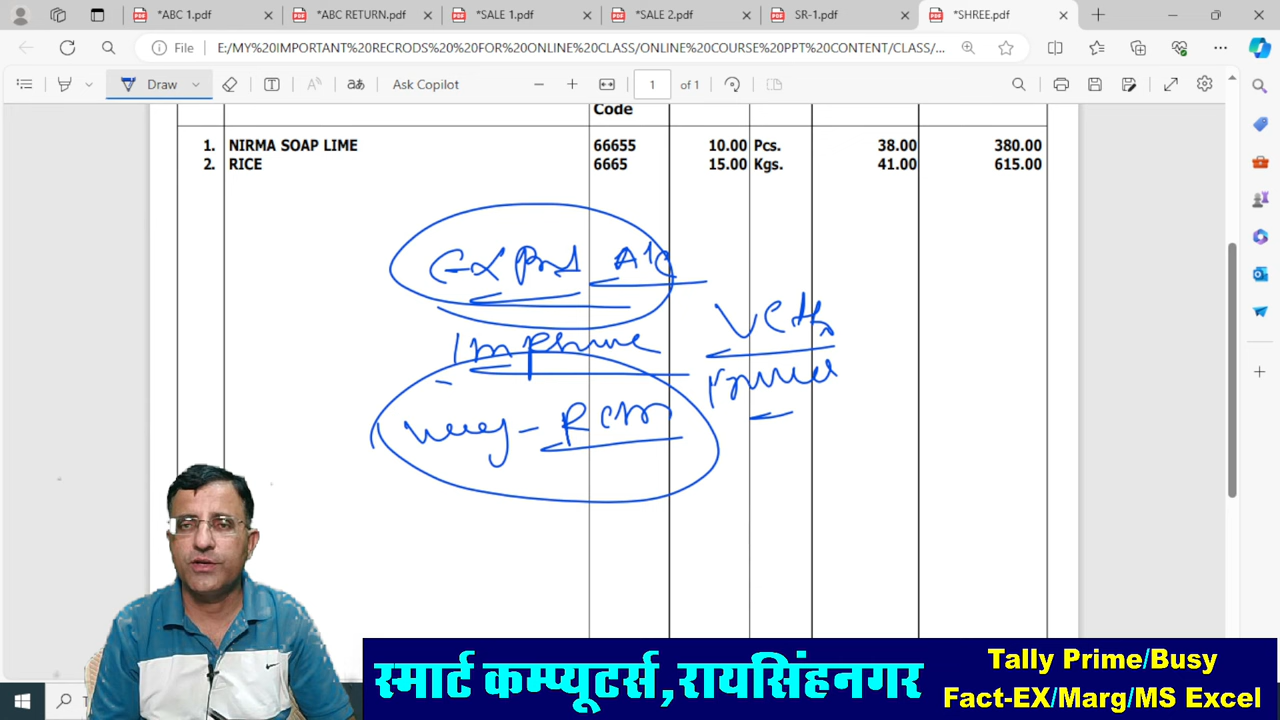 *ABC 1.pdf
*ABC RETURN.pdf
*SALE 1.pdf
*SALE 2.pdf
SR-1.pdf
*SHREE.pdf
File
E:/MY%20IMPORTANT%20RECRODS%20%20FOR%20ONLINE%20CLASS/ONLINE%20COURSE%20PPT%20CONTENT/CLASS/...
Draw
Ask Copilot
1 of 1
Code
1. NIRMA SOAP LIME 66655 10.00 Pcs. 38.00 380.00
2. RICE 6665 15.00 Kgs. 41.00 615.00
A/C
RCM
स्मार्ट कम्प्यूटर्स,रायसिंहनगर
Tally Prime/Busy
Fact-EX/Marg/MS Excel